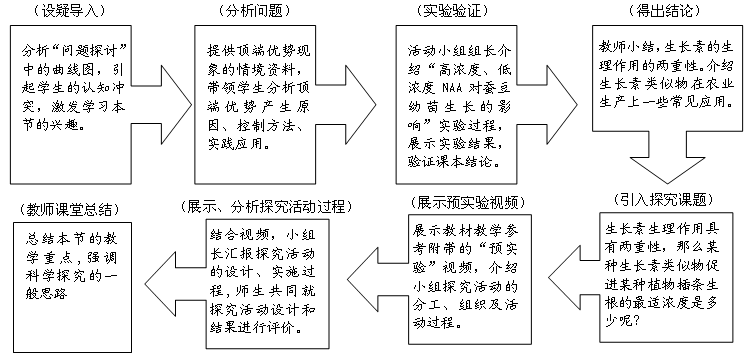 （设疑导入）
分析“问题探讨”
中的曲线图，引
起学生的认知冲
突，激发学习本
节的兴趣。
（分析问题）
提供顶端优势现
象的情境资料，
带领学生分析顶
端优势产生原
因、控制方法、
实践应用。
（实验验证）
活动小组组长介
绍“高浓度、低
浓度 NAA 对蚕豆
幼苗生长的影
响”实验过程，
展示实验结果，
验证课本结论。
（得出结论）
教师小结，生长素的生
理作用的两重性。介绍
生长素类似物在农业
生产上一些常见应用。
（引入探究课题）
生长素生理作用具
有两重性，那么某
种生长素类似物促
进某种植物插条生
根的最适浓度是多
少呢？
（展示预实验视频）
展示教材教学参
考附带的“预实
验”视频，介绍
小组探究活动的
分工、组织及活
动过程。
（展示、分析探究活动过程）
结合视频，小组
长汇报探究活动
的设计、实施过
程，师生共同就
探究活动设计和
结果进行评价。
（教师课堂总结）
总结本节的教
学重点，强调
科学探究的一
般思路